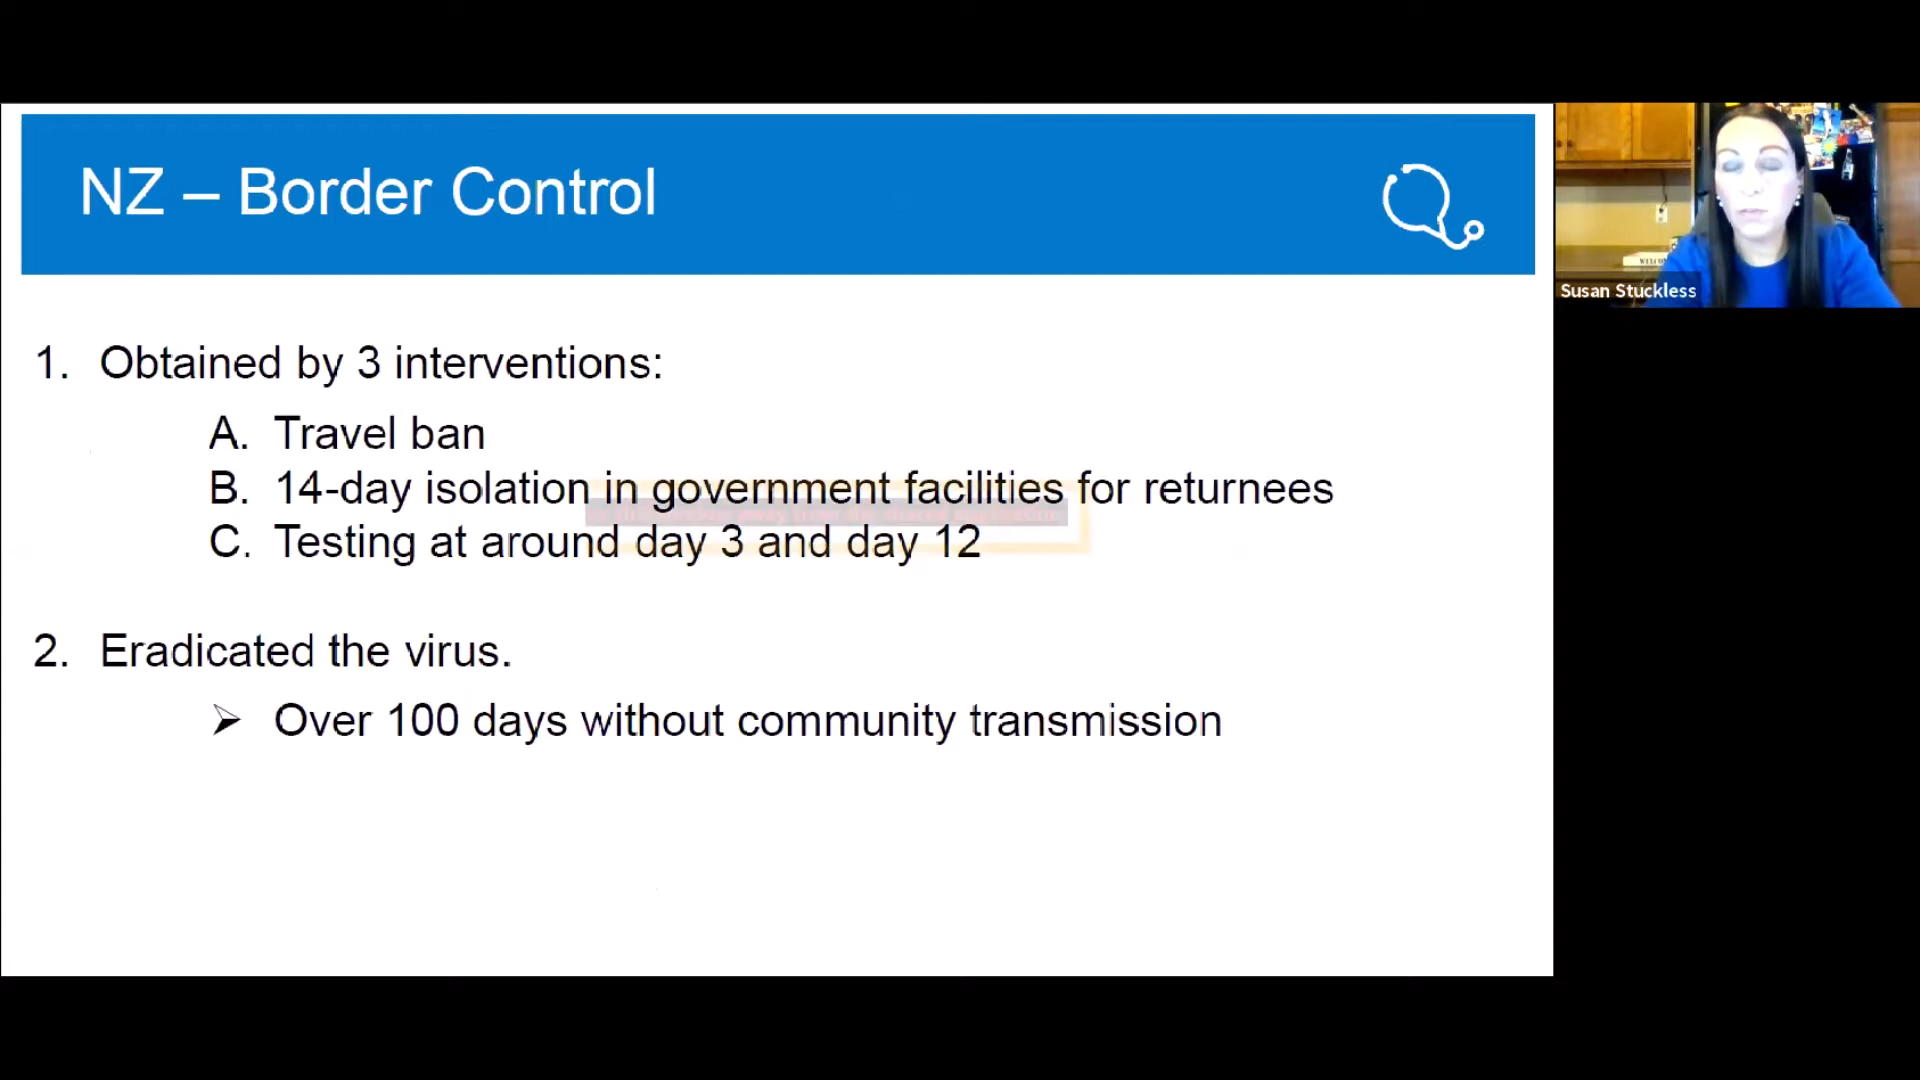 NZ – Border Control
1. Obtained by 3 interventions:
A. Travel ban
B. 14-day isolation in government facilities for returnees
C. Testing at around day 3 and day 12
2. Eradicated the virus.
➢ Over 100 days without community transmission
Susan Stuckless